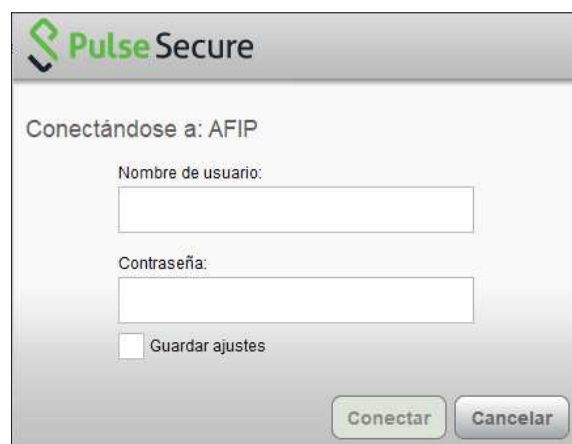 Pulse Secure
Conectándose a: AFIP
Nombre de usuario:
Contraseña:
Guardar ajustes
Conectar Cancelar